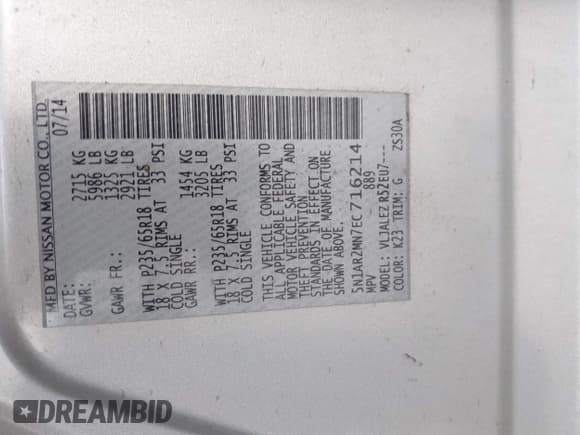 MFD BY NISSAN MOTOR CO., LTD.
DATE: 07/14
GVWR: 2715 KG
5986 LB
GAWR FR.: 1325 KG
2921 LB
WITH P235/65R18 TIRES
18 X 7.5 RIMS AT 33 PSI
COLD SINGLE
GAWR RR.: 1454 KG
3205 LB
WITH P235/65R18 TIRES
18 X 7.5 RIMS AT 33 PSI
COLD SINGLE
THIS VEHICLE CONFORMS TO
ALL APPLICABLE FEDERAL
MOTOR VEHICLE SAFETY AND
THEFT PREVENTION
STANDARDS IN EFFECT ON
THE DATE OF MANUFACTURE
SHOWN ABOVE.
5N1AR2MN7EC716214
MPV 889
MODEL: VLJALEZ R52EU7---
COLOR: K23 TRIM: G ZS30A
DREAMBID